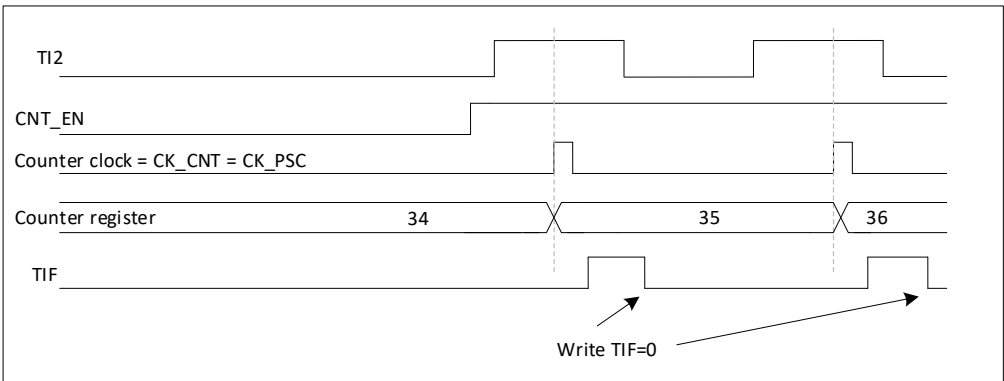 TI2
CNT_EN
Counter clock = CK_CNT = CK_PSC
Counter register 34 35 36
TIF
Write TIF=0